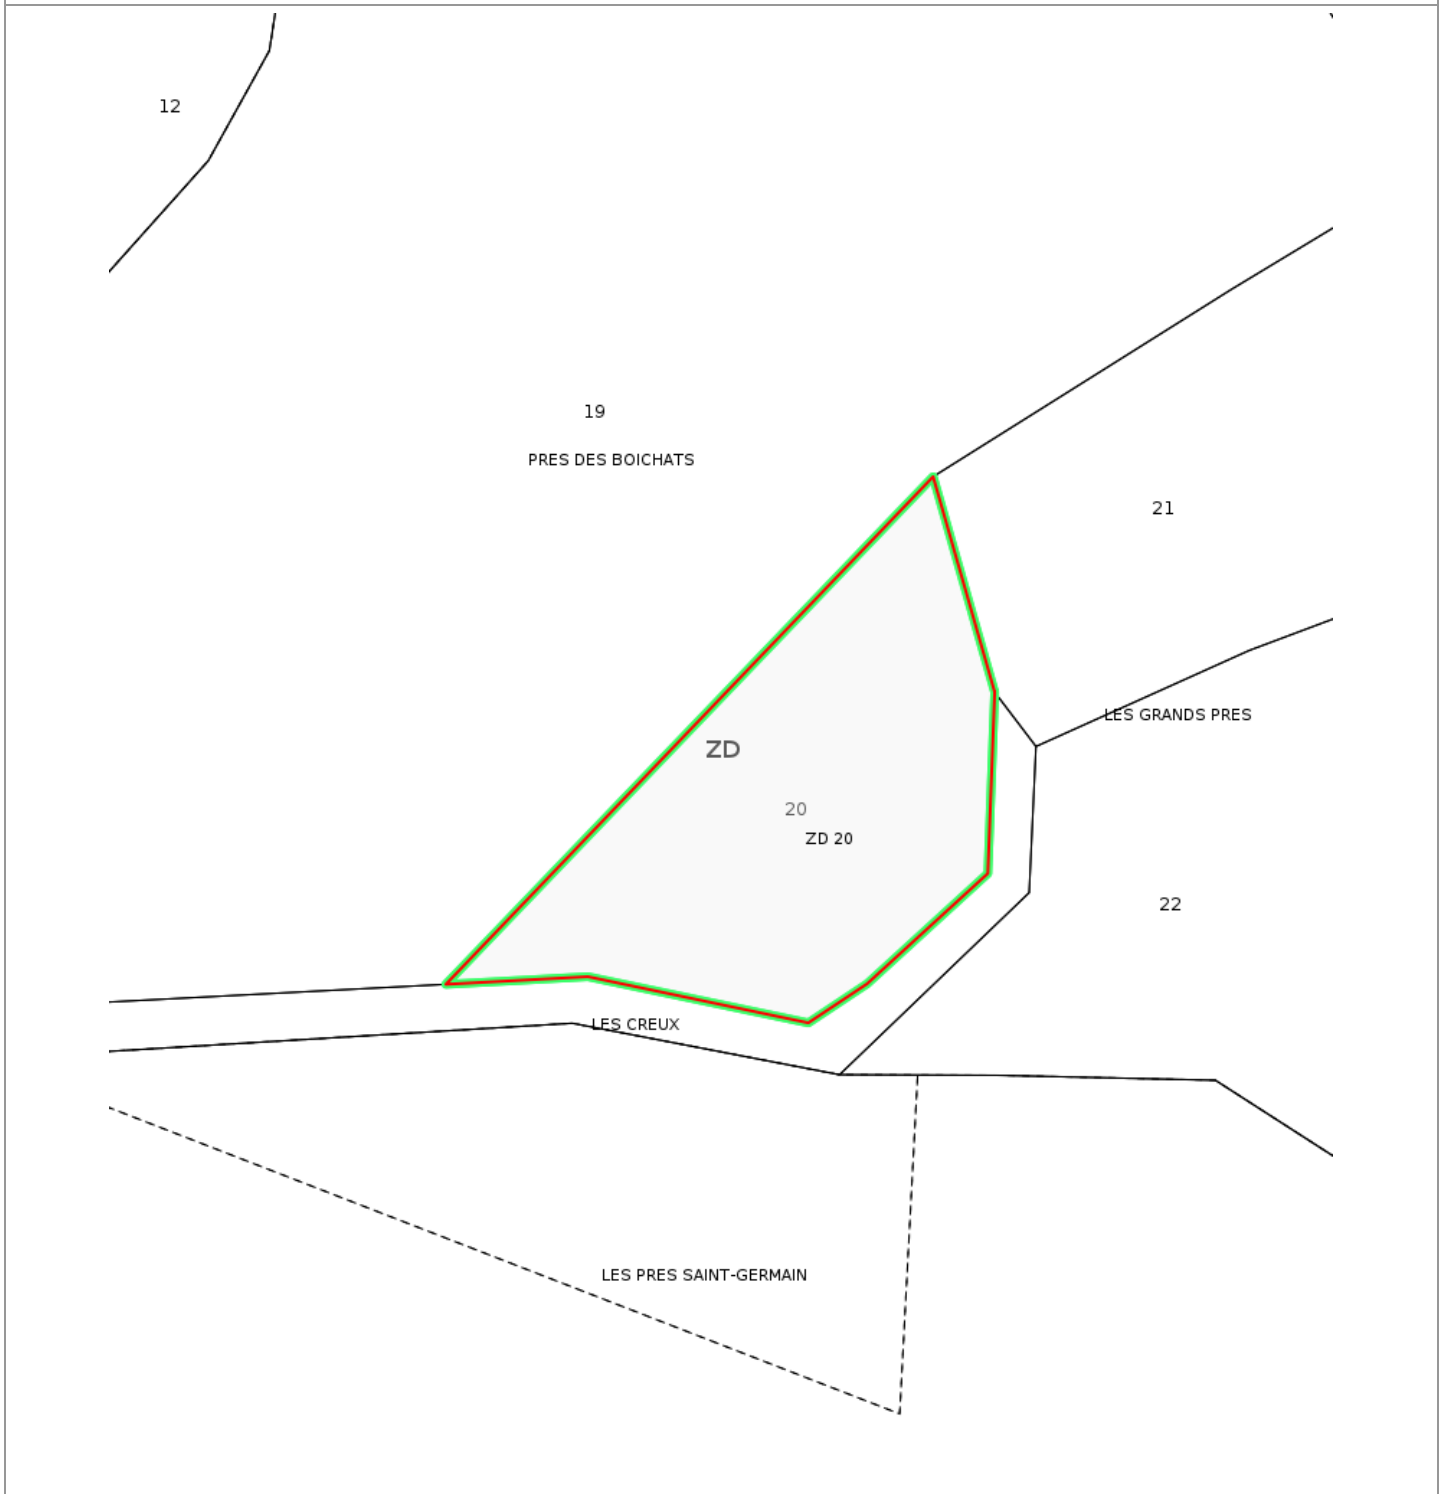 12
19
PRES DES BOICHATS
21
LES GRANDS PRES
ZD
20
ZD 20
22
LES CREUX
LES PRES SAINT-GERMAIN